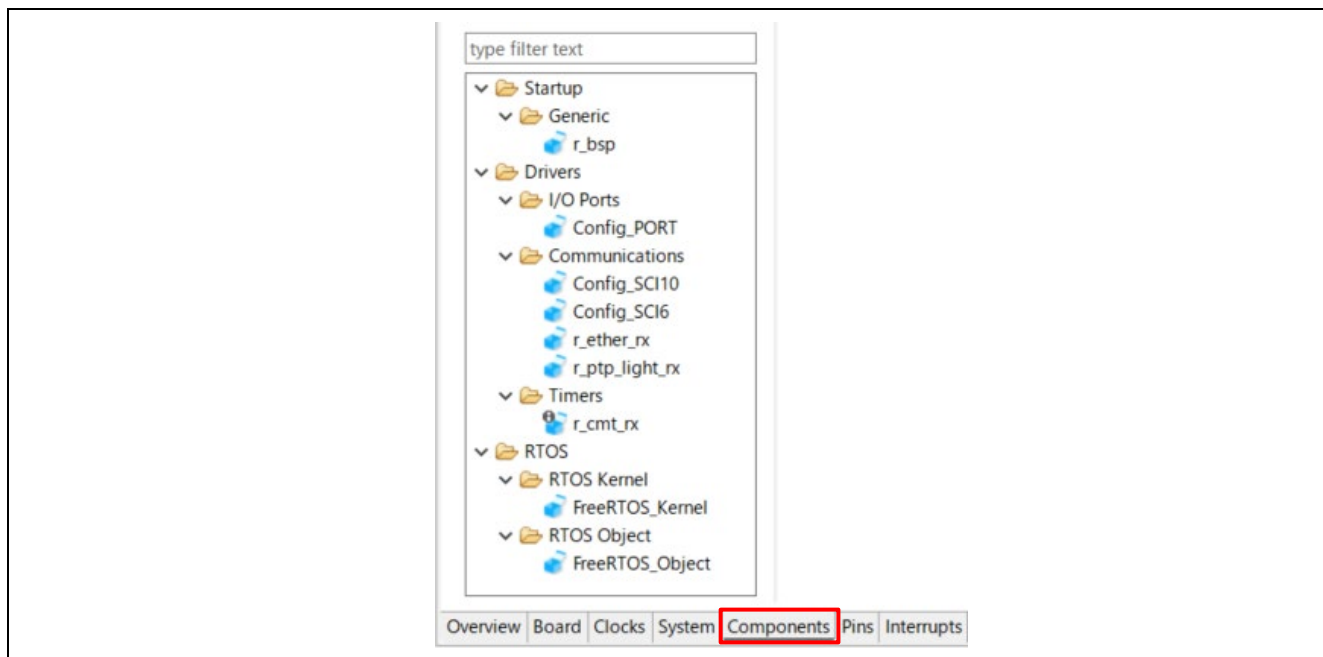 type filter text
Startup
Generic
r_bsp
Drivers
I/O Ports
Config_PORT
Communications
Config_SCI10
Config_SCI6
r_ether_rx
r_ptp_light_rx
Timers
r_cmt_rx
RTOS
RTOS Kernel
FreeRTOS_Kernel
RTOS Object
FreeRTOS_Object
Overview Board Clocks System Components Pins Interrupts